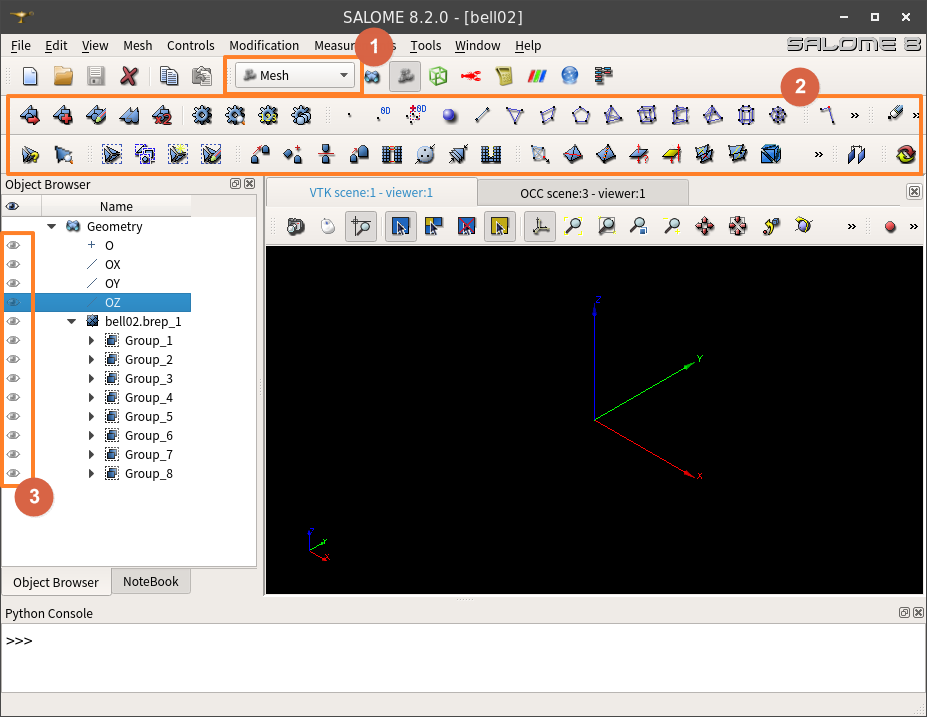 SALOME 8.2.0 - [bell02]
File Edit View Mesh Controls Modification Tools Window Help
SALOME 8
1
Mesh
2
0D
0D
Object Browser
VTK scene:1 - viewer:1
OCC scene:3 - viewer:1
Name
Geometry
O
OX
OY
OZ
bell02.brep_1
Group_1
Group_2
Group_3
Group_4
Group_5
Group_6
Group_7
Group_8
3
Z
Y
X
Z
Y
X
Object Browser
NoteBook
Python Console
>>>